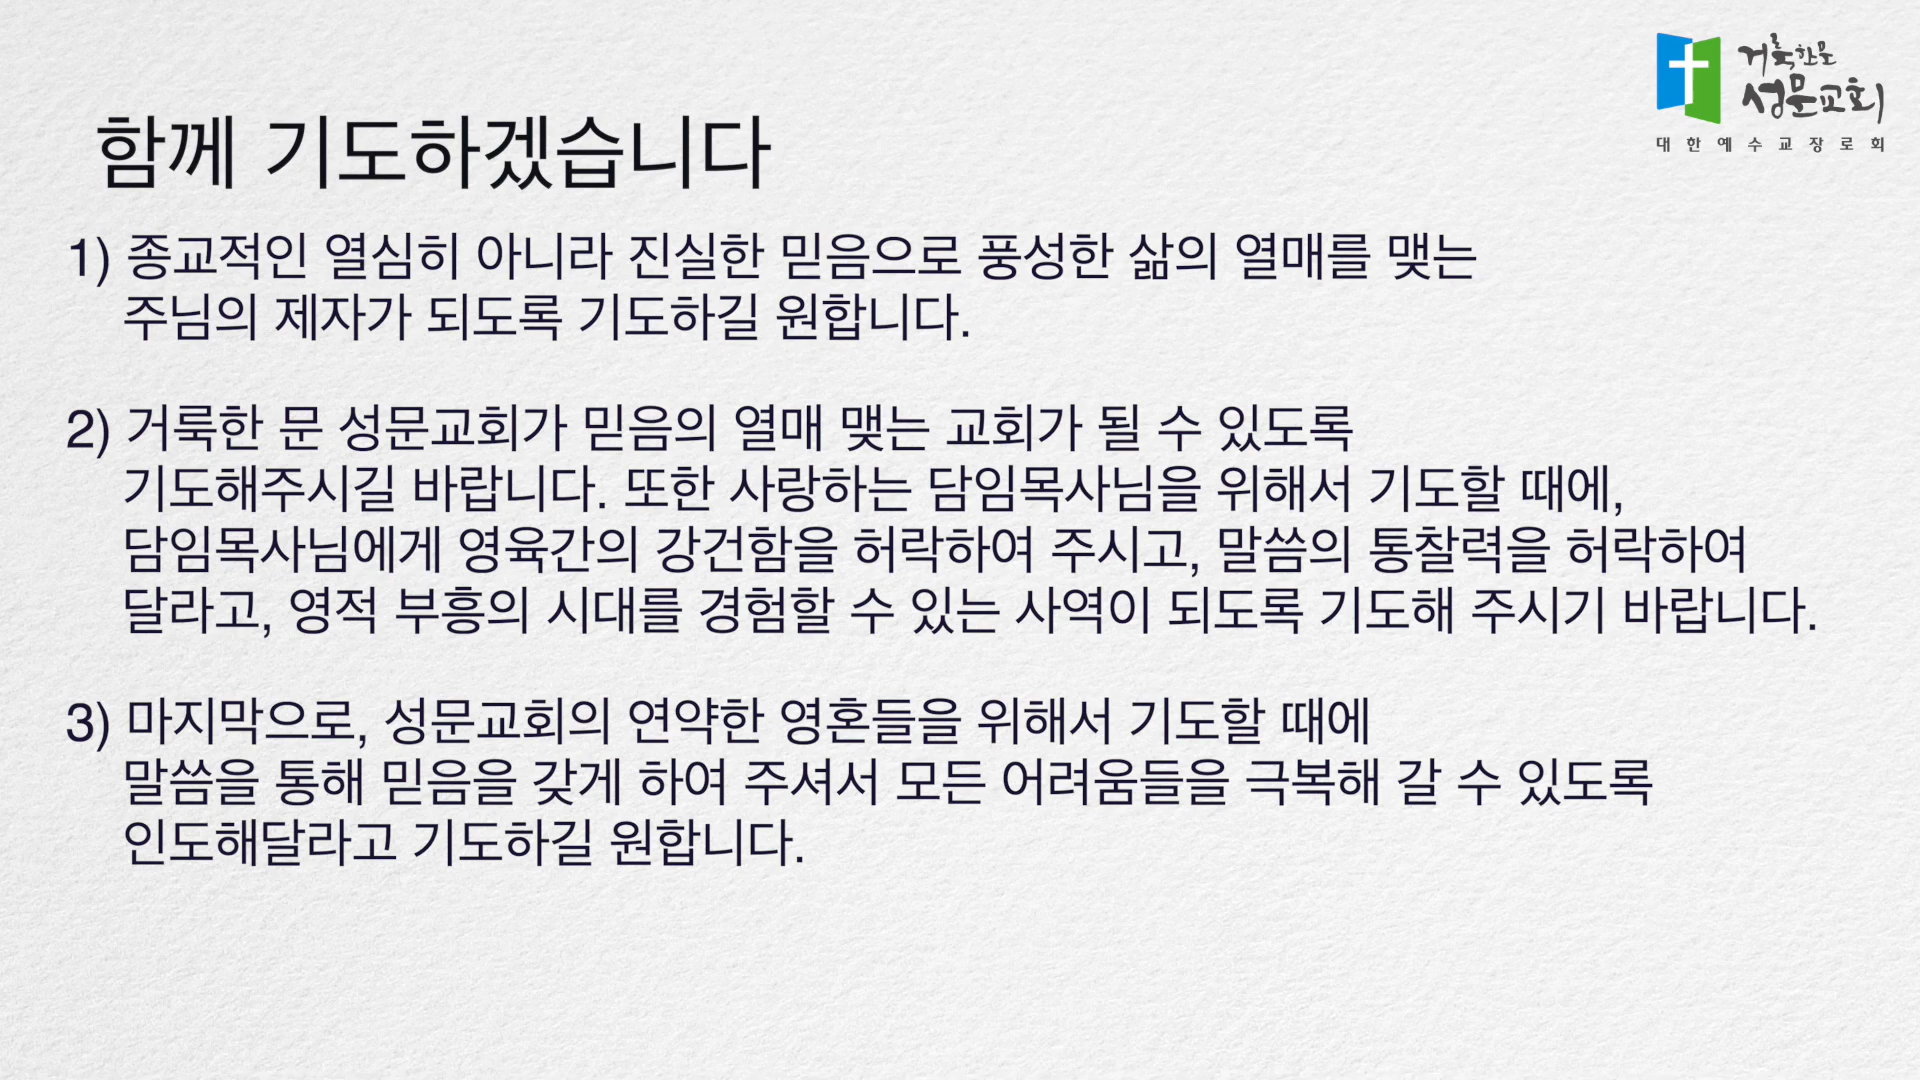 거룩한문
성문교회
대한예수교장로회
함께 기도하겠습니다
1) 종교적인 열심히 아니라 진실한 믿음으로 풍성한 삶의 열매를 맺는
주님의 제자가 되도록 기도하길 원합니다.
2) 거룩한 문 성문교회가 믿음의 열매 맺는 교회가 될 수 있도록
기도해주시길 바랍니다. 또한 사랑하는 담임목사님을 위해서 기도할 때에,
담임목사님에게 영육간의 강건함을 허락하여 주시고, 말씀의 통찰력을 허락하여
달라고, 영적 부흥의 시대를 경험할 수 있는 사역이 되도록 기도해 주시기 바랍니다.
3) 마지막으로, 성문교회의 연약한 영혼들을 위해서 기도할 때에
말씀을 통해 믿음을 갖게 하여 주셔서 모든 어려움들을 극복해 갈 수 있도록
인도해달라고 기도하길 원합니다.